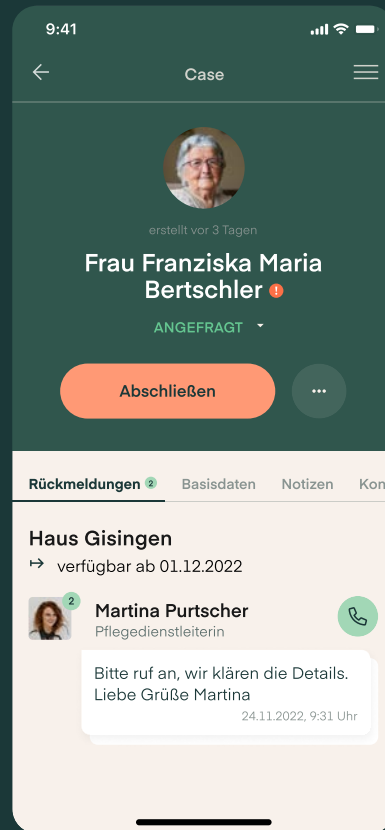 9:41
Case
erstellt vor 3 Tagen
Frau Franziska Maria
Bertschler
ANGEFRAGT
Abschließen
Rückmeldungen 2
Basisdaten
Notizen
Kon
Haus Gisingen
verfügbar ab 01.12.2022
2
Martina Purtscher
Pflegedienstleiterin
Bitte ruf an, wir klären die Details.
Liebe Grüße Martina
24.11.2022, 9:31 Uhr